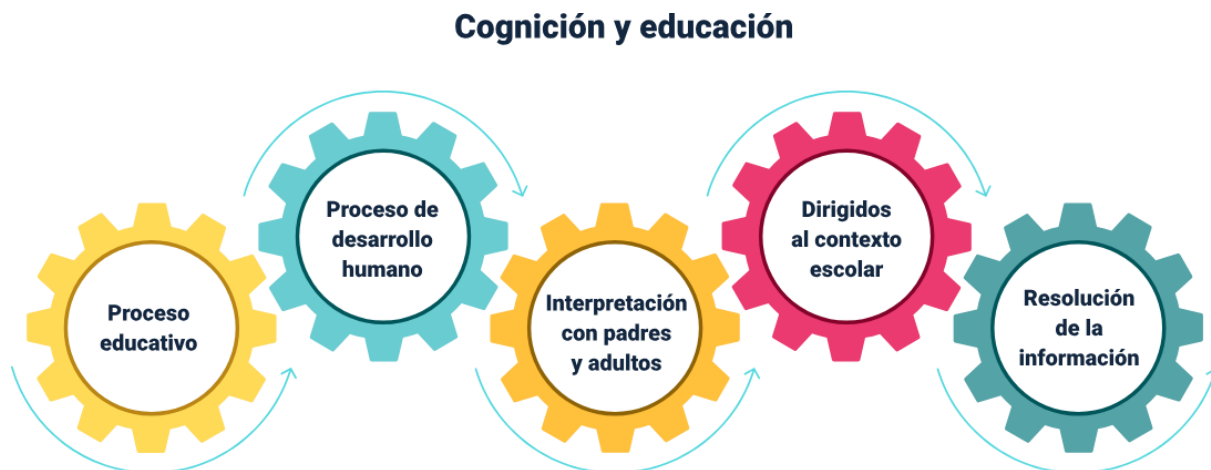 Cognición y educación
Proceso
educativo
Proceso de
desarrollo
humano
Interpretación
con padres
y adultos
Dirigidos
al contexto
escolar
Resolución
de la
información